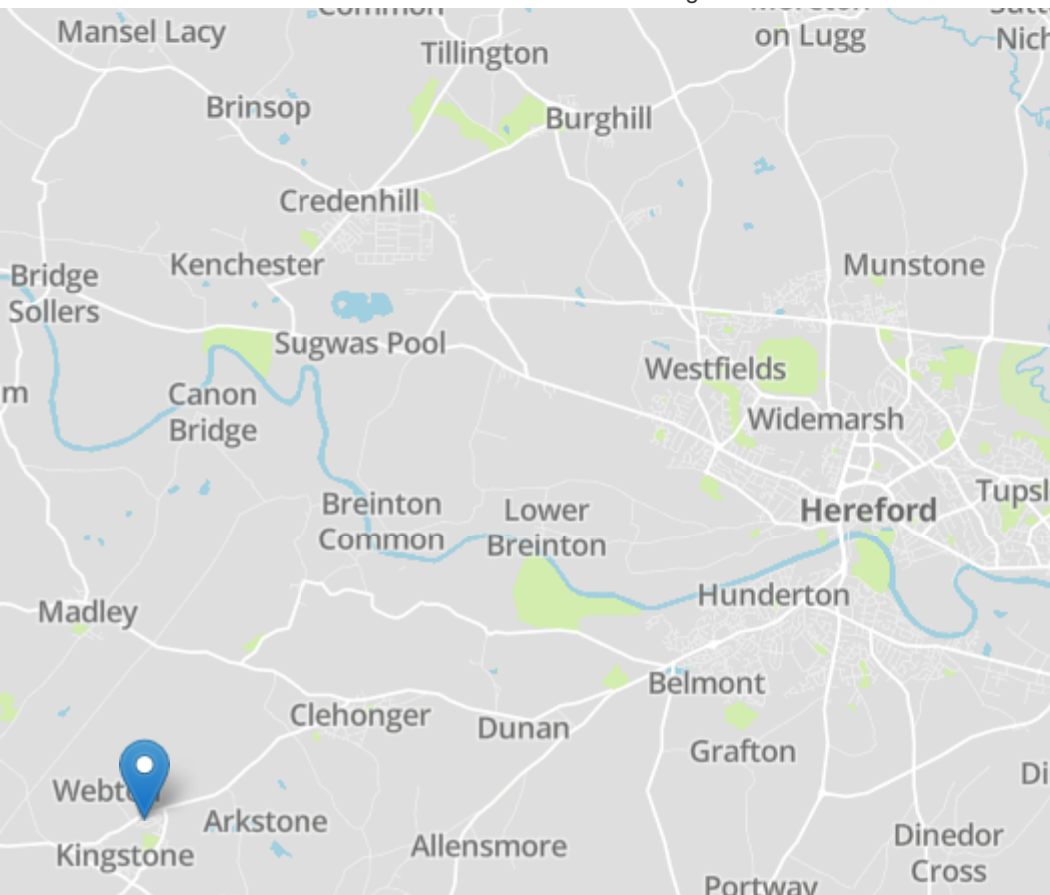 Common
Mansel Lacy
on Lugg
Tillington
Brinsop
Burghill
Credenhill
Kenchester
Munstone
Bridge
Sollers
Sugwas Pool
Westfields
Canon
Bridge
Widemarsh
Breinton
Common
Lower
Breinton
Hereford
Tupsl
Hunderton
Madley
Belmont
Clehonger
Dunan
Grafton
Arkstone
Allensmore
Kingstone
Dinedor
Cross
Portway